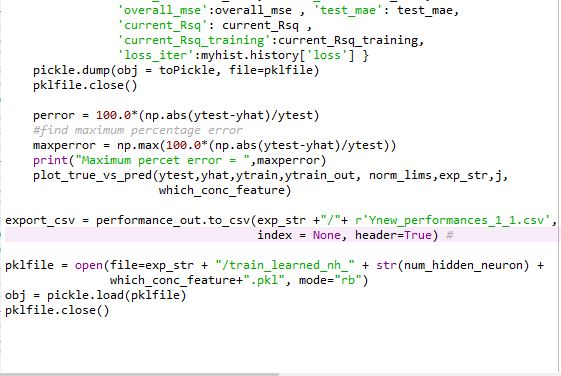 'overall_mse':overall_mse , 'test_mae': test_mae,
'current_Rsq': current_Rsq ,
'current_Rsq_training':current_Rsq_training,
'loss_iter':myhist.history['loss'] }
pickle.dump(obj = toPickle, file=pklfile)
pklfile.close()
perror = 100.0*(np.abs(ytest-yhat)/ytest)
#find maximum percentage error
maxperror = np.max(100.0*(np.abs(ytest-yhat)/ytest))
print("Maximum percet error = ",maxperror)
plot_true_vs_pred(ytest,yhat,ytrain,ytrain_out, norm_lims,exp_str,j,
which_conc_feature)
export_csv = performance_out.to_csv(exp_str +"/"+ r'Ynew_performances_1_1.csv',
index = None, header=True) #
pklfile = open(file=exp_str + "/train_learned_nh_" + str(num_hidden_neuron) +
which_conc_feature+".pkl", mode="rb")
obj = pickle.load(pklfile)
pklfile.close()